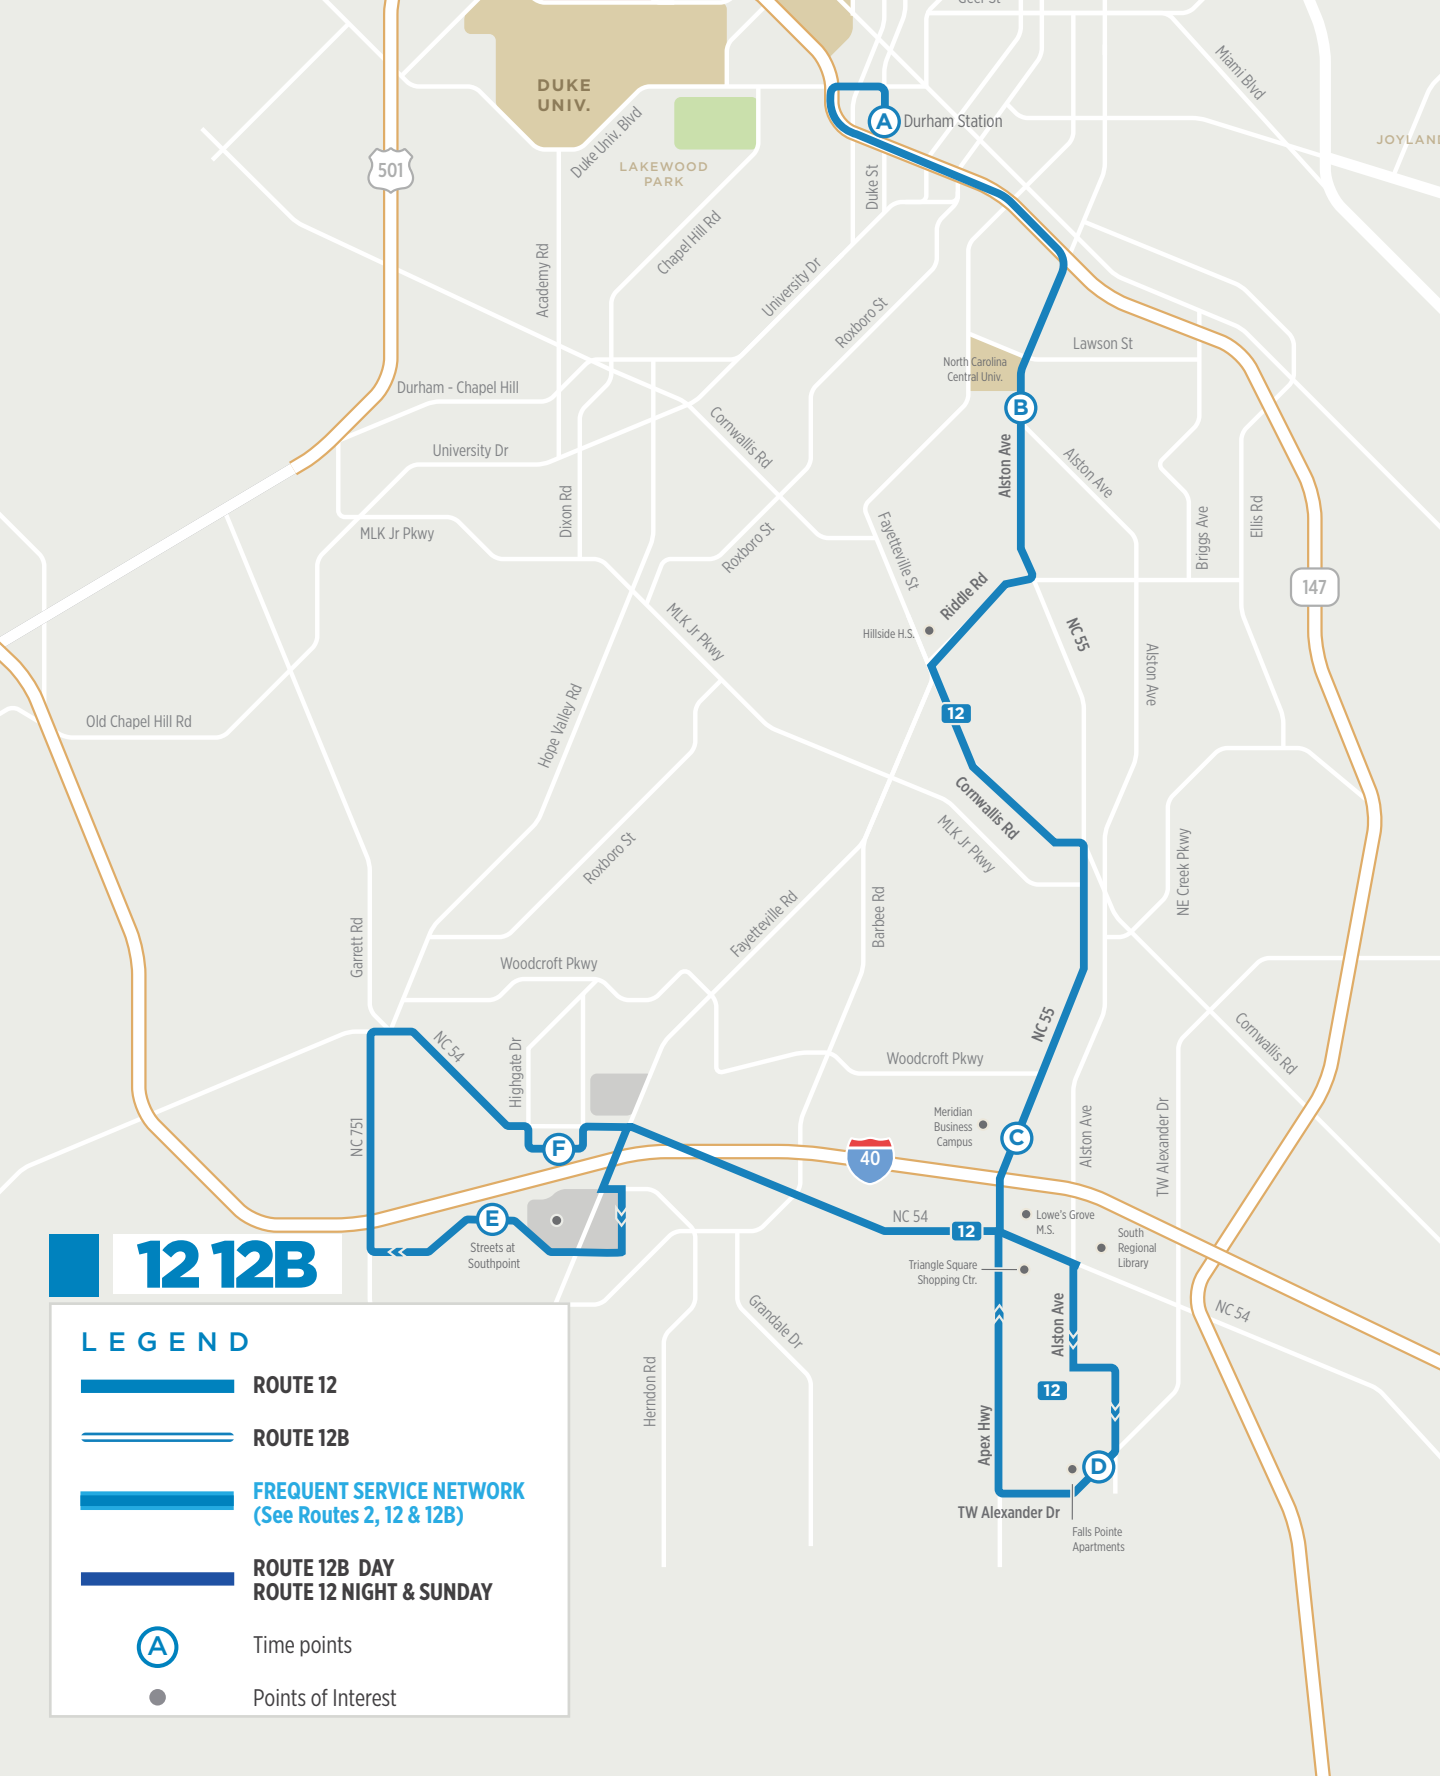 Miami Blvd
DUKE
UNIV.
Duke Univ. Blvd
LAKEWOOD
PARK
501
A
Durham Station
JOYLAN
Duke St
Academy Rd
Chapel Hill Rd
University Dr
Roxboro St
North Carolina
Central Univ.
Lawson St
Durham - Chapel Hill
B
Cornwallis Rd
University Dr
Alston Ave
Alston Ave
Dixon Rd
MLK Jr Pkwy
Roxboro St
Fayetteville St
Briggs Ave
Ellis Rd
147
Riddle Rd
Hillside H.S.
MLK Jr Pkwy
NC 55
Alston Ave
Old Chapel Hill Rd
Hope Valley Rd
12
Cornwallis Rd
MLK Jr Pkwy
Roxboro St
NE Creek Pkwy
Fayetteville Rd
Barbee Rd
Garrett Rd
Woodcroft Pkwy
NC 55
Cornwallis Rd
NC 54
Highgate Dr
Woodcroft Pkwy
Meridian
Business
Campus
C
NC 751
F
40
Alston Ave
TW Alexander Dr
E
Streets at
Southpoint
NC 54
12
Lowe's Grove
M.S.
South
Regional
Library
Triangle Square
Shopping Ctr.
12 12B
Grandale Dr
Alston Ave
NC 54
Herndon Rd
12
Apex Hwy
D
TW Alexander Dr
Falls Pointe
Apartments
LEGEND
ROUTE 12
ROUTE 12B
FREQUENT SERVICE NETWORK
(See Routes 2, 12 & 12B)
ROUTE 12B DAY
ROUTE 12 NIGHT & SUNDAY
A
Time points
Points of Interest